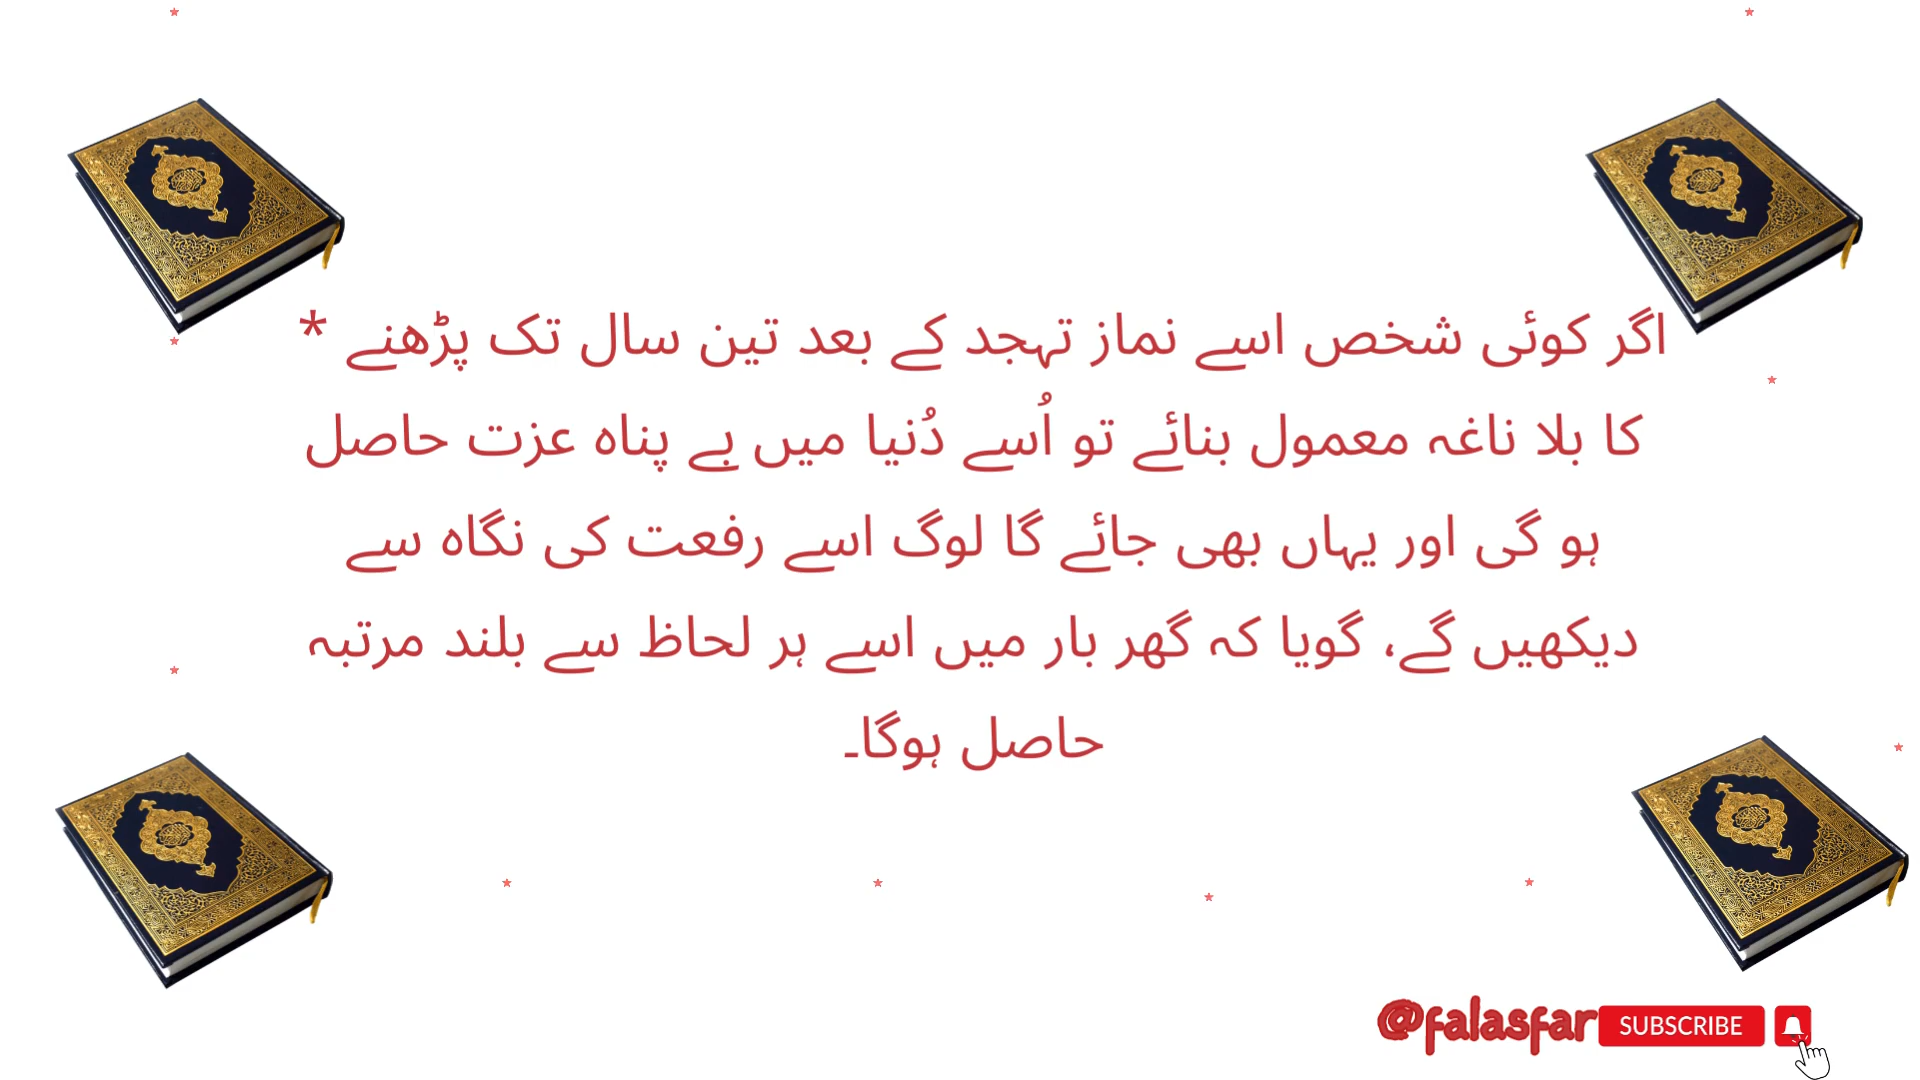 اگر کوئی شخص اسے نماز تہجد کے بعد تین سال تک پڑھنے *
کا بلا ناغہ معمول بنائے تو اُسے دُنیا میں بے پناہ عزت حاصل
ہو گی اور یہاں بھی جائے گا لوگ اسے رفعت کی نگاہ سے
دیکھیں گے، گویا کہ گھر بار میں اسے ہر لحاظ سے بلند مرتبہ
حاصل ہوگا۔
@falasfar SUBSCRIBE